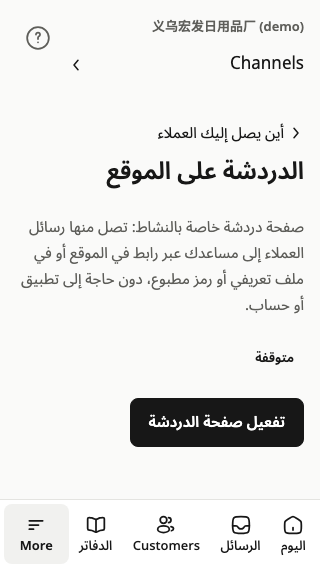 义乌宏发日用品厂 (demo)
Channels
أين يصل إليك العملاء
الدردشة على الموقع
صفحة دردشة خاصة بالنشاط: تصل منها رسائل
العملاء إلى مساعدك عبر رابط في الموقع أو في
ملف تعريفي أو رمز مطبوع، دون حاجة إلى تطبيق
أو حساب.
متوقفة
تفعيل صفحة الدردشة
اليوم
الرسائل
Customers
الدفاتر
More